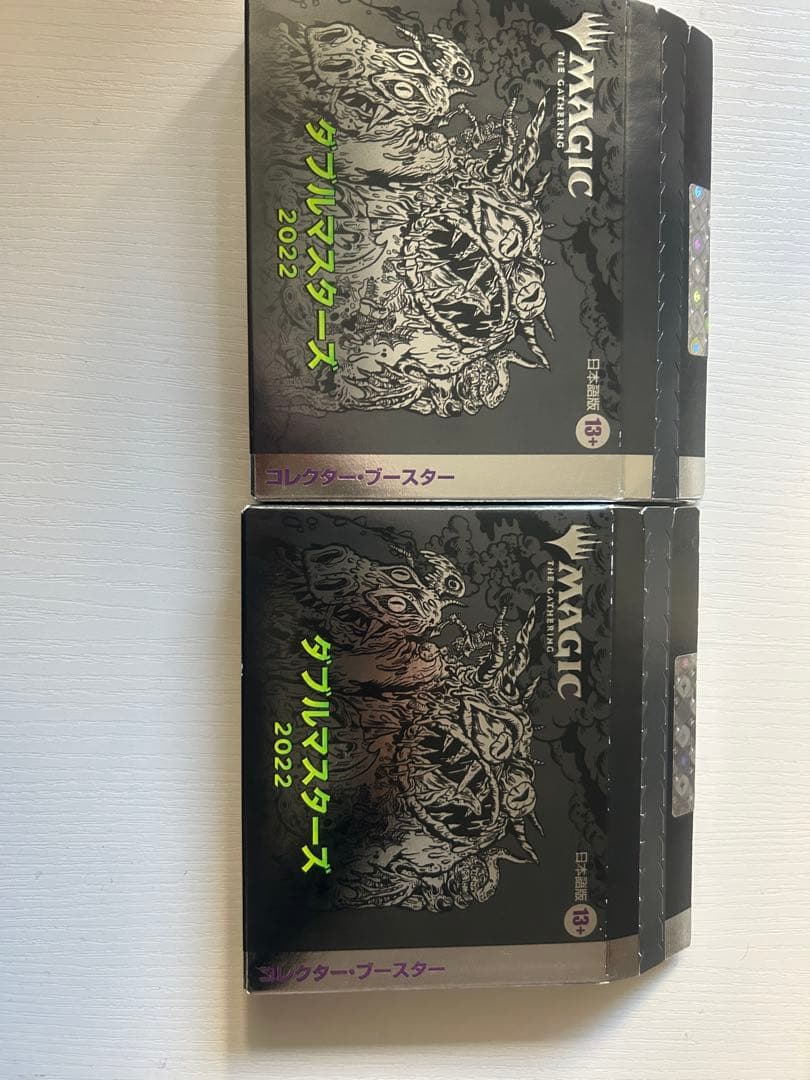 MAGIC
THE GATHERING
ダブルマスターズ
2022
日本語版 13+
コレクター・ブースター
MAGIC
THE GATHERING
ダブルマスターズ
2022
日本語版 13+
コレクター・ブースター